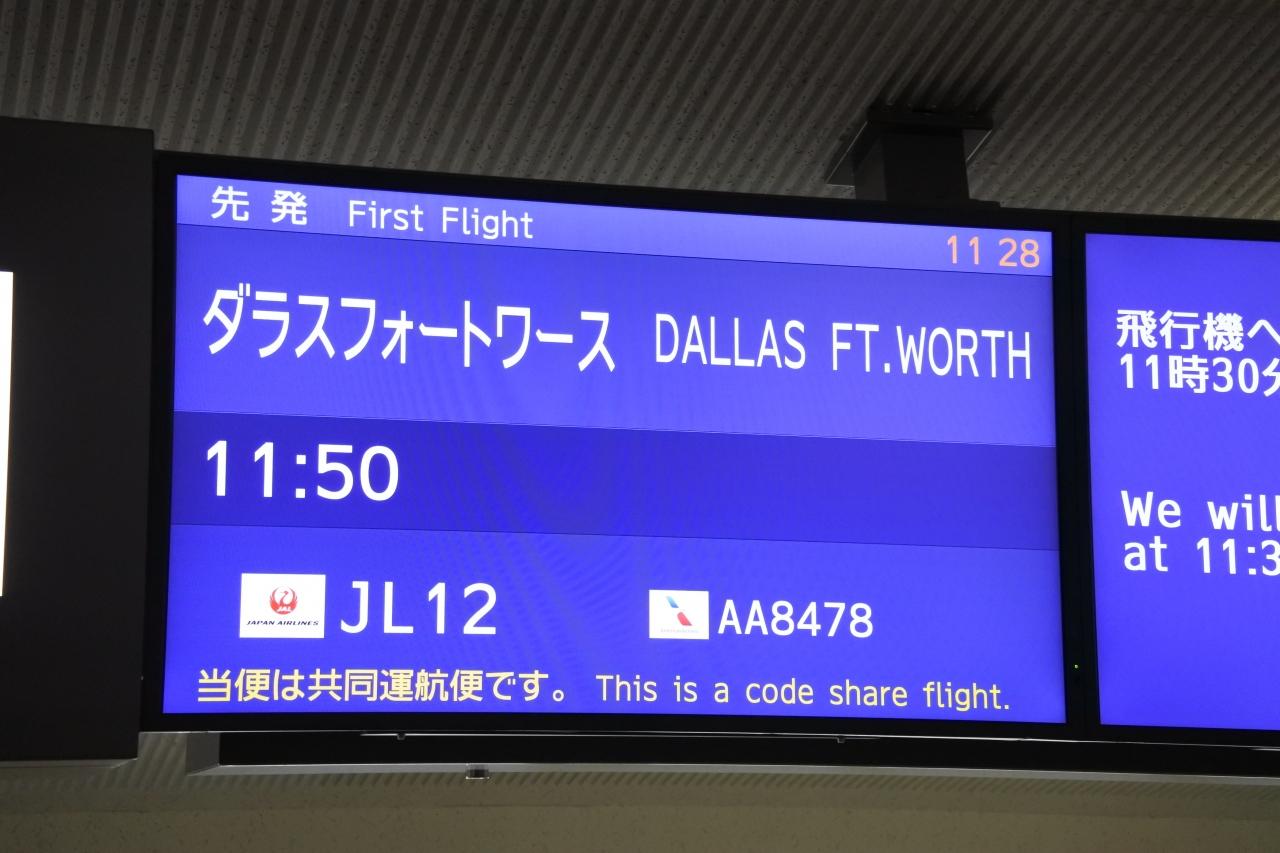 先 発 First Flight
11 28
ダラスフォートワース DALLAS FT.WORTH
11:50
JAL
JAPAN AIRLINES
JL12
AA8478
当便は共同運航便です。 This is a code share flight.
飛行機へ
11時30分
We will
at 11:3